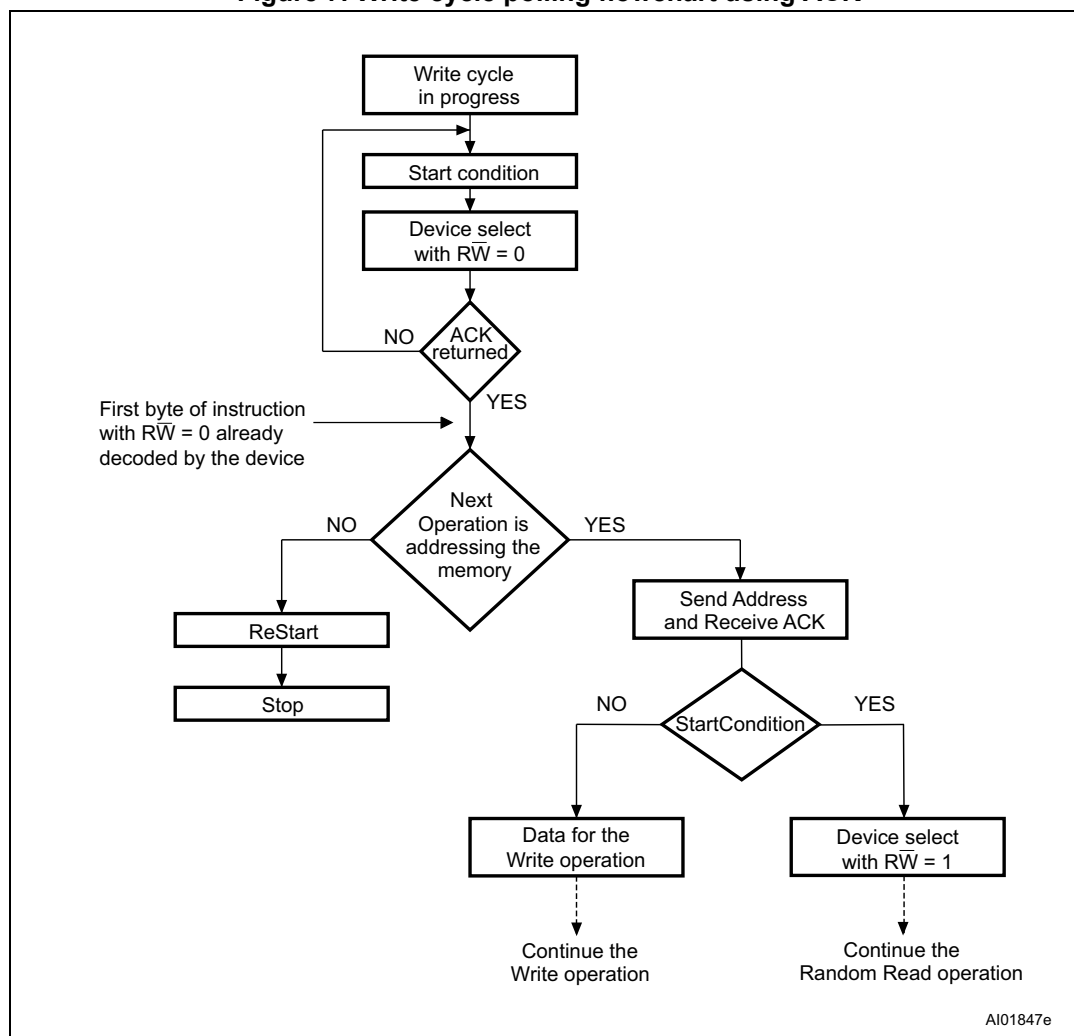 Write cycle
in progress
Start condition
Device select
with RW̅ = 0
NO
ACK
returned
YES
First byte of instruction
with RW̅ = 0 already
decoded by the device
NO
Next
Operation is
addressing the
memory
YES
Send Address
and Receive ACK
ReStart
Stop
NO
StartCondition
YES
Data for the
Write operation
Device select
with RW̅ = 1
Continue the
Write operation
Continue the
Random Read operation
AI01847e